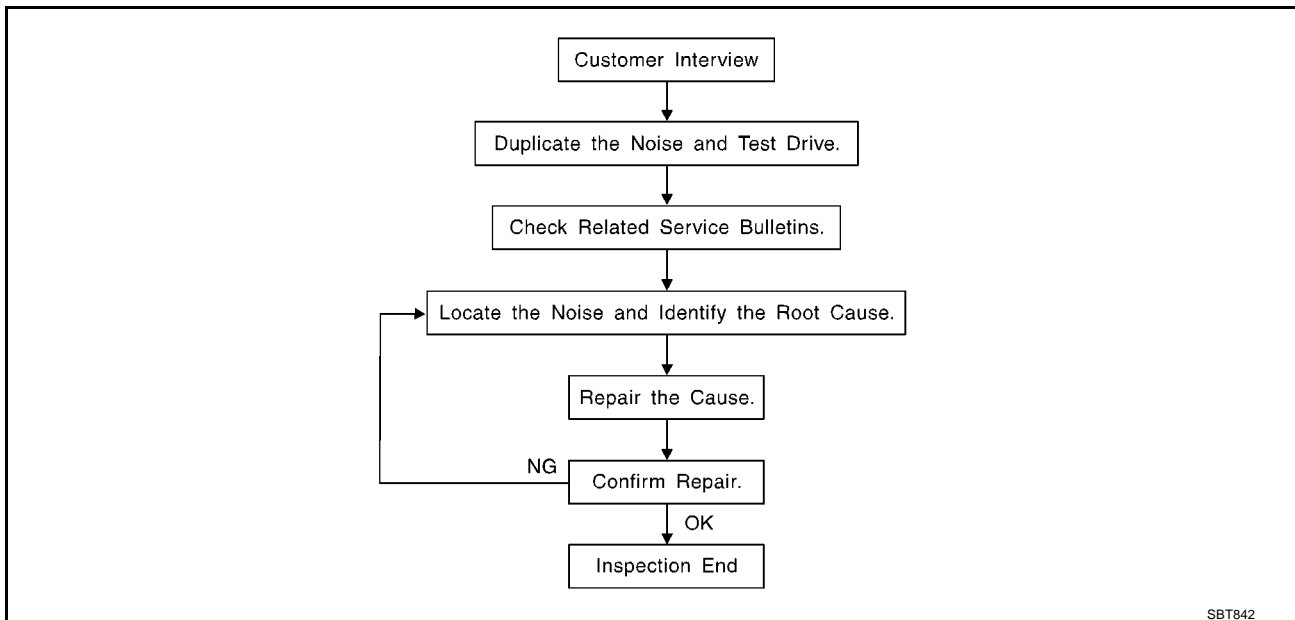 Customer Interview
Duplicate the Noise and Test Drive.
Check Related Service Bulletins.
Locate the Noise and Identify the Root Cause.
Repair the Cause.
NG
Confirm Repair.
OK
Inspection End
SBT842